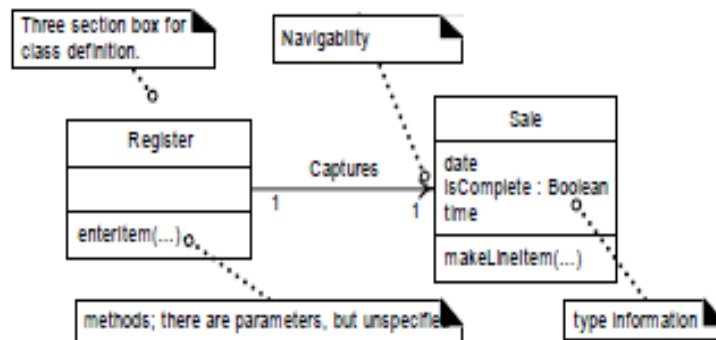 Three section box for
class definition.
Navigability
Register
enterItem(...)
Captures
1
1
Sale
date
isComplete : Boolean
time
makeLineItem(...)
methods; there are parameters, but unspecifie
type information